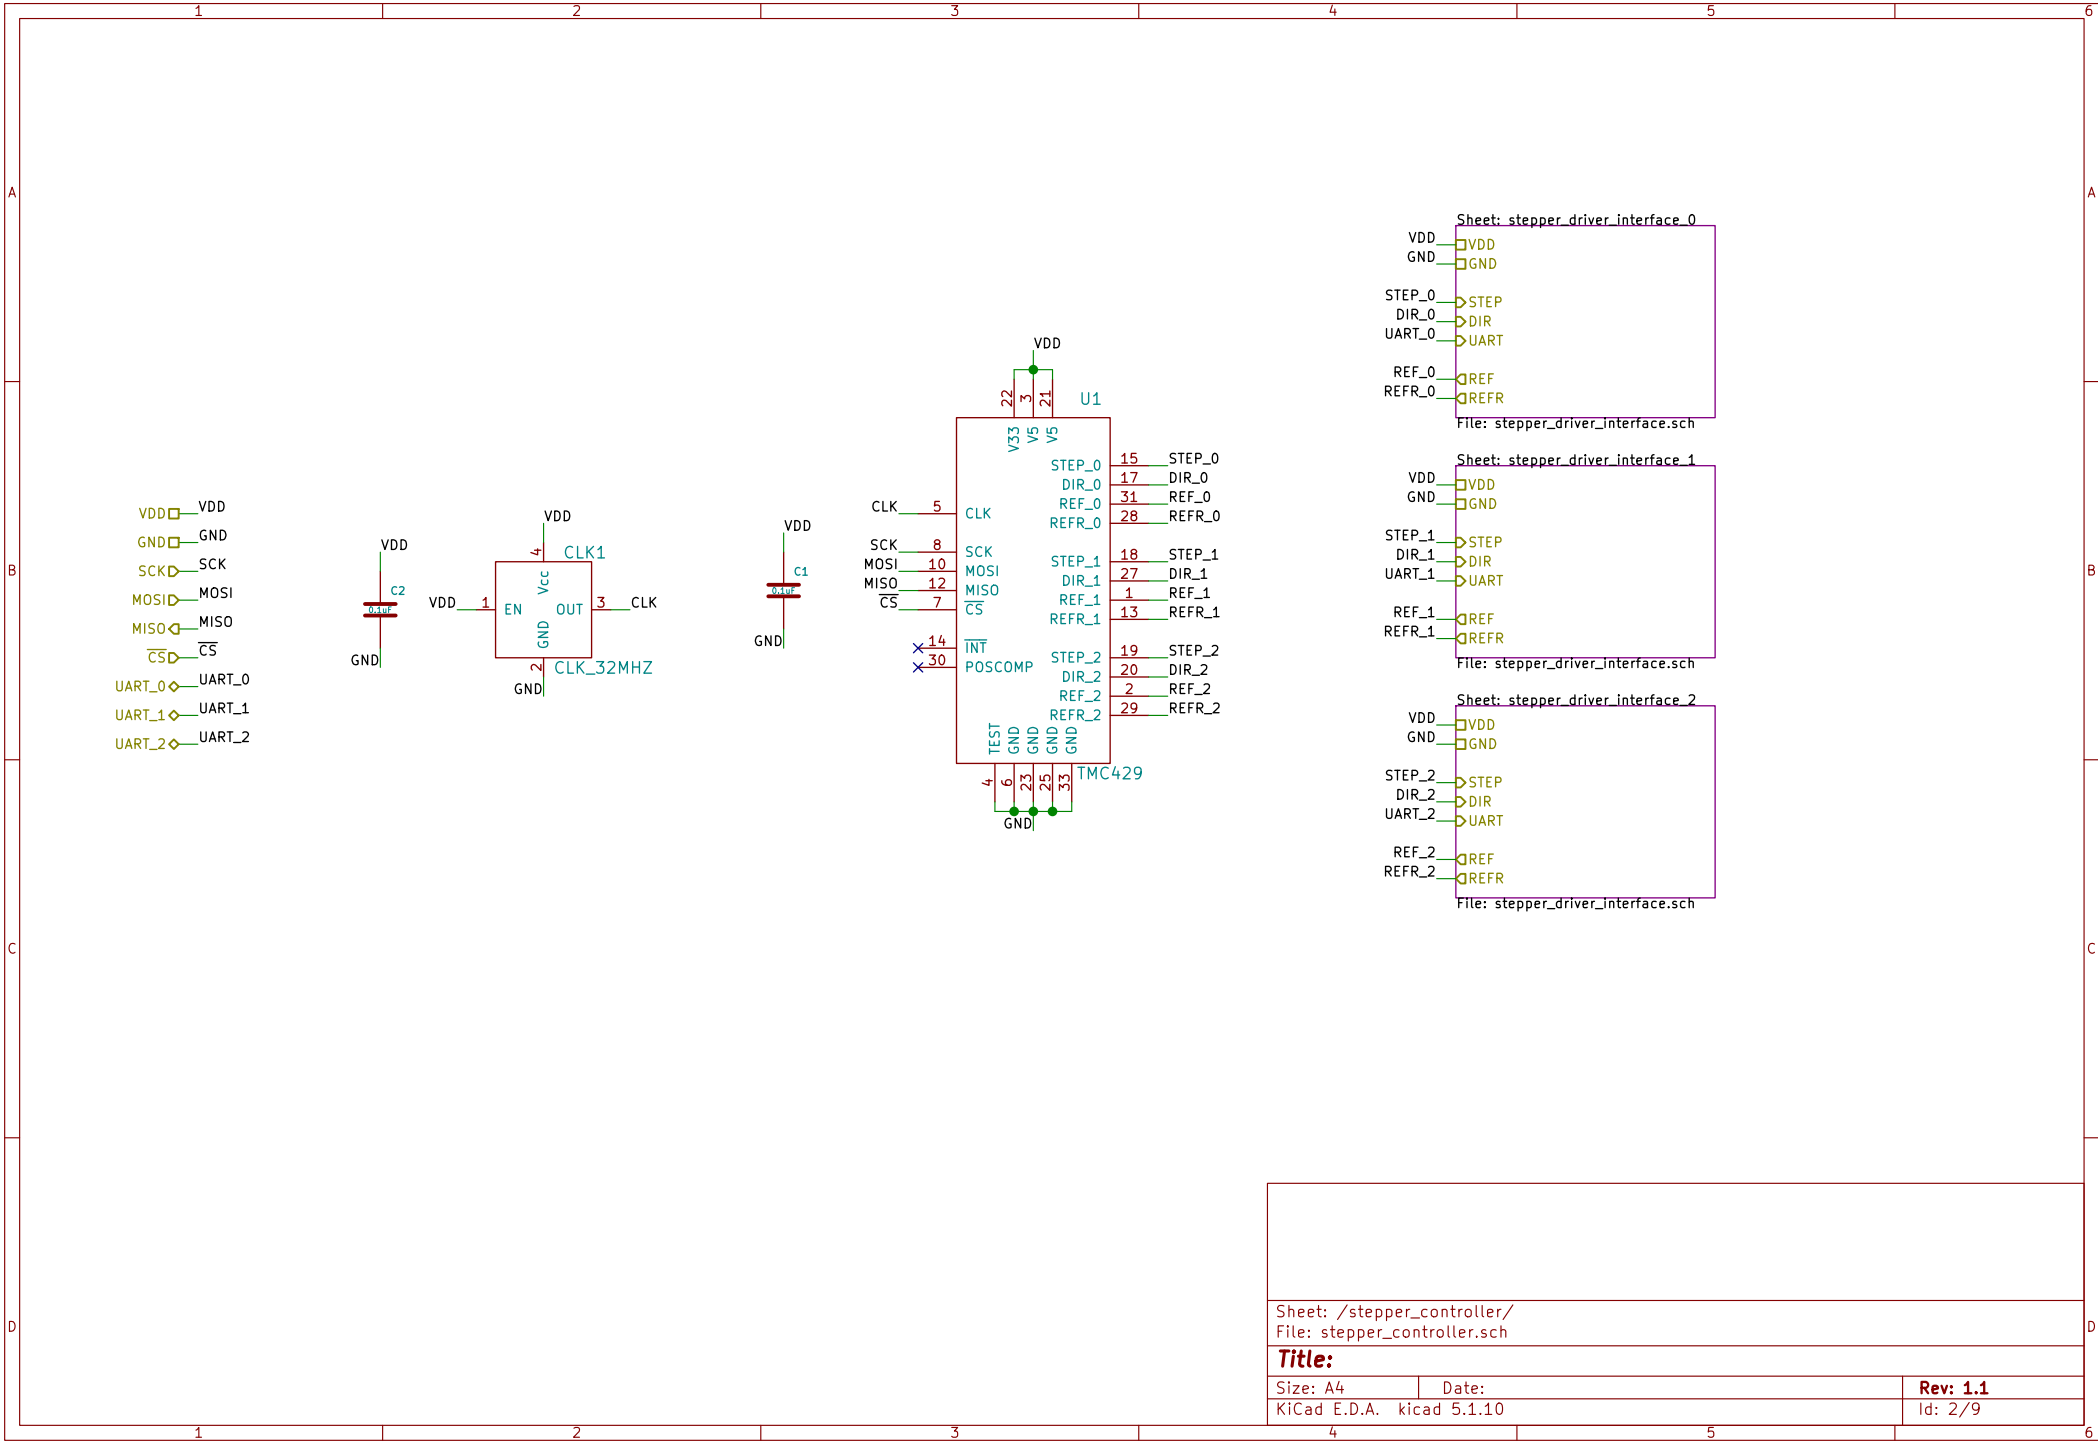 1 2 3 4 5 6
A A
B B
C C
D D
VDD VDD
GND GND
SCK SCK
MOSI MOSI
MISO MISO
CS CS
UART_0 UART_0
UART_1 UART_1
UART_2 UART_2
VDD
C2
0.1uF
GND
VDD
4
CLK1
Vcc
VDD 1 EN OUT 3 CLK
GND
2
CLK_32MHZ
GND
VDD
C1
0.1uF
GND
VDD
22 3 21
U1
V33 V5 V5
CLK 5 CLK
SCK 8 SCK
MOSI 10 MOSI
MISO 12 MISO
CS 7 CS
14 INT
30 POSCOMP
STEP_0 15 STEP_0
DIR_0 17 DIR_0
REF_0 31 REF_0
REFR_0 28 REFR_0
STEP_1 18 STEP_1
DIR_1 27 DIR_1
REF_1 1 REF_1
REFR_1 13 REFR_1
STEP_2 19 STEP_2
DIR_2 20 DIR_2
REF_2 2 REF_2
REFR_2 29 REFR_2
TEST GND GND GND GND
4 6 23 25 33
TMC429
GND
Sheet: stepper_driver_interface_0
VDD VDD
GND GND
STEP_0 STEP
DIR_0 DIR
UART_0 UART
REF_0 REF
REFR_0 REFR
File: stepper_driver_interface.sch
Sheet: stepper_driver_interface_1
VDD VDD
GND GND
STEP_1 STEP
DIR_1 DIR
UART_1 UART
REF_1 REF
REFR_1 REFR
File: stepper_driver_interface.sch
Sheet: stepper_driver_interface_2
VDD VDD
GND GND
STEP_2 STEP
DIR_2 DIR
UART_2 UART
REF_2 REF
REFR_2 REFR
File: stepper_driver_interface.sch
Sheet: /stepper_controller/
File: stepper_controller.sch
Title:
Size: A4 Date: Rev: 1.1
KiCad E.D.A. kicad 5.1.10 Id: 2/9
1 2 3 4 5 6